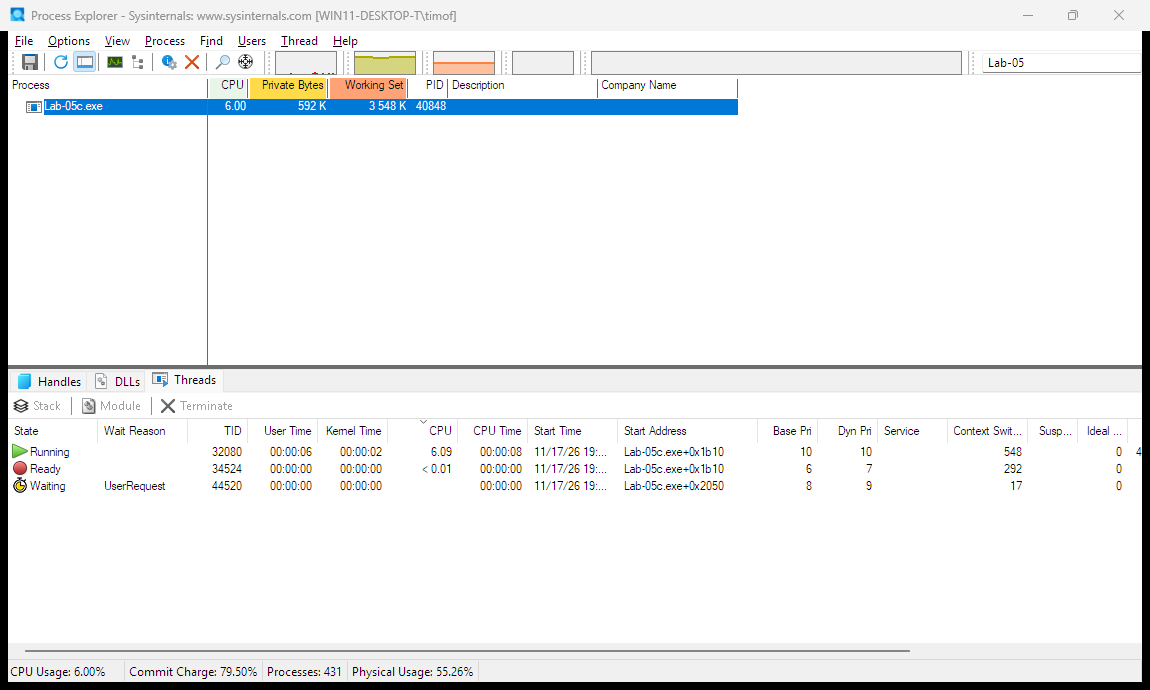 Process Explorer - Sysinternals: www.sysinternals.com [WIN11-DESKTOP-T\timof]
File Options View Process Find Users Thread Help
Lab-05
Process CPU Private Bytes Working Set PID Description Company Name
Lab-05c.exe 6.00 592 K 3 548 K 40848
Handles DLLs Threads
Stack Module Terminate
State Wait Reason TID User Time Kernel Time CPU CPU Time Start Time Start Address Base Pri Dyn Pri Service Context Swit... Susp... Ideal ...
Running 32080 00:00:06 00:00:02 6.09 00:00:08 11/17/26 19:... Lab-05c.exe+0x1b10 10 10 548 0 4
Ready 34524 00:00:00 00:00:00 < 0.01 00:00:00 11/17/26 19:... Lab-05c.exe+0x1b10 6 7 292 0
Waiting UserRequest 44520 00:00:00 00:00:00 00:00:00 11/17/26 19:... Lab-05c.exe+0x2050 8 9 17 0
CPU Usage: 6.00% Commit Charge: 79.50% Processes: 431 Physical Usage: 55.26%